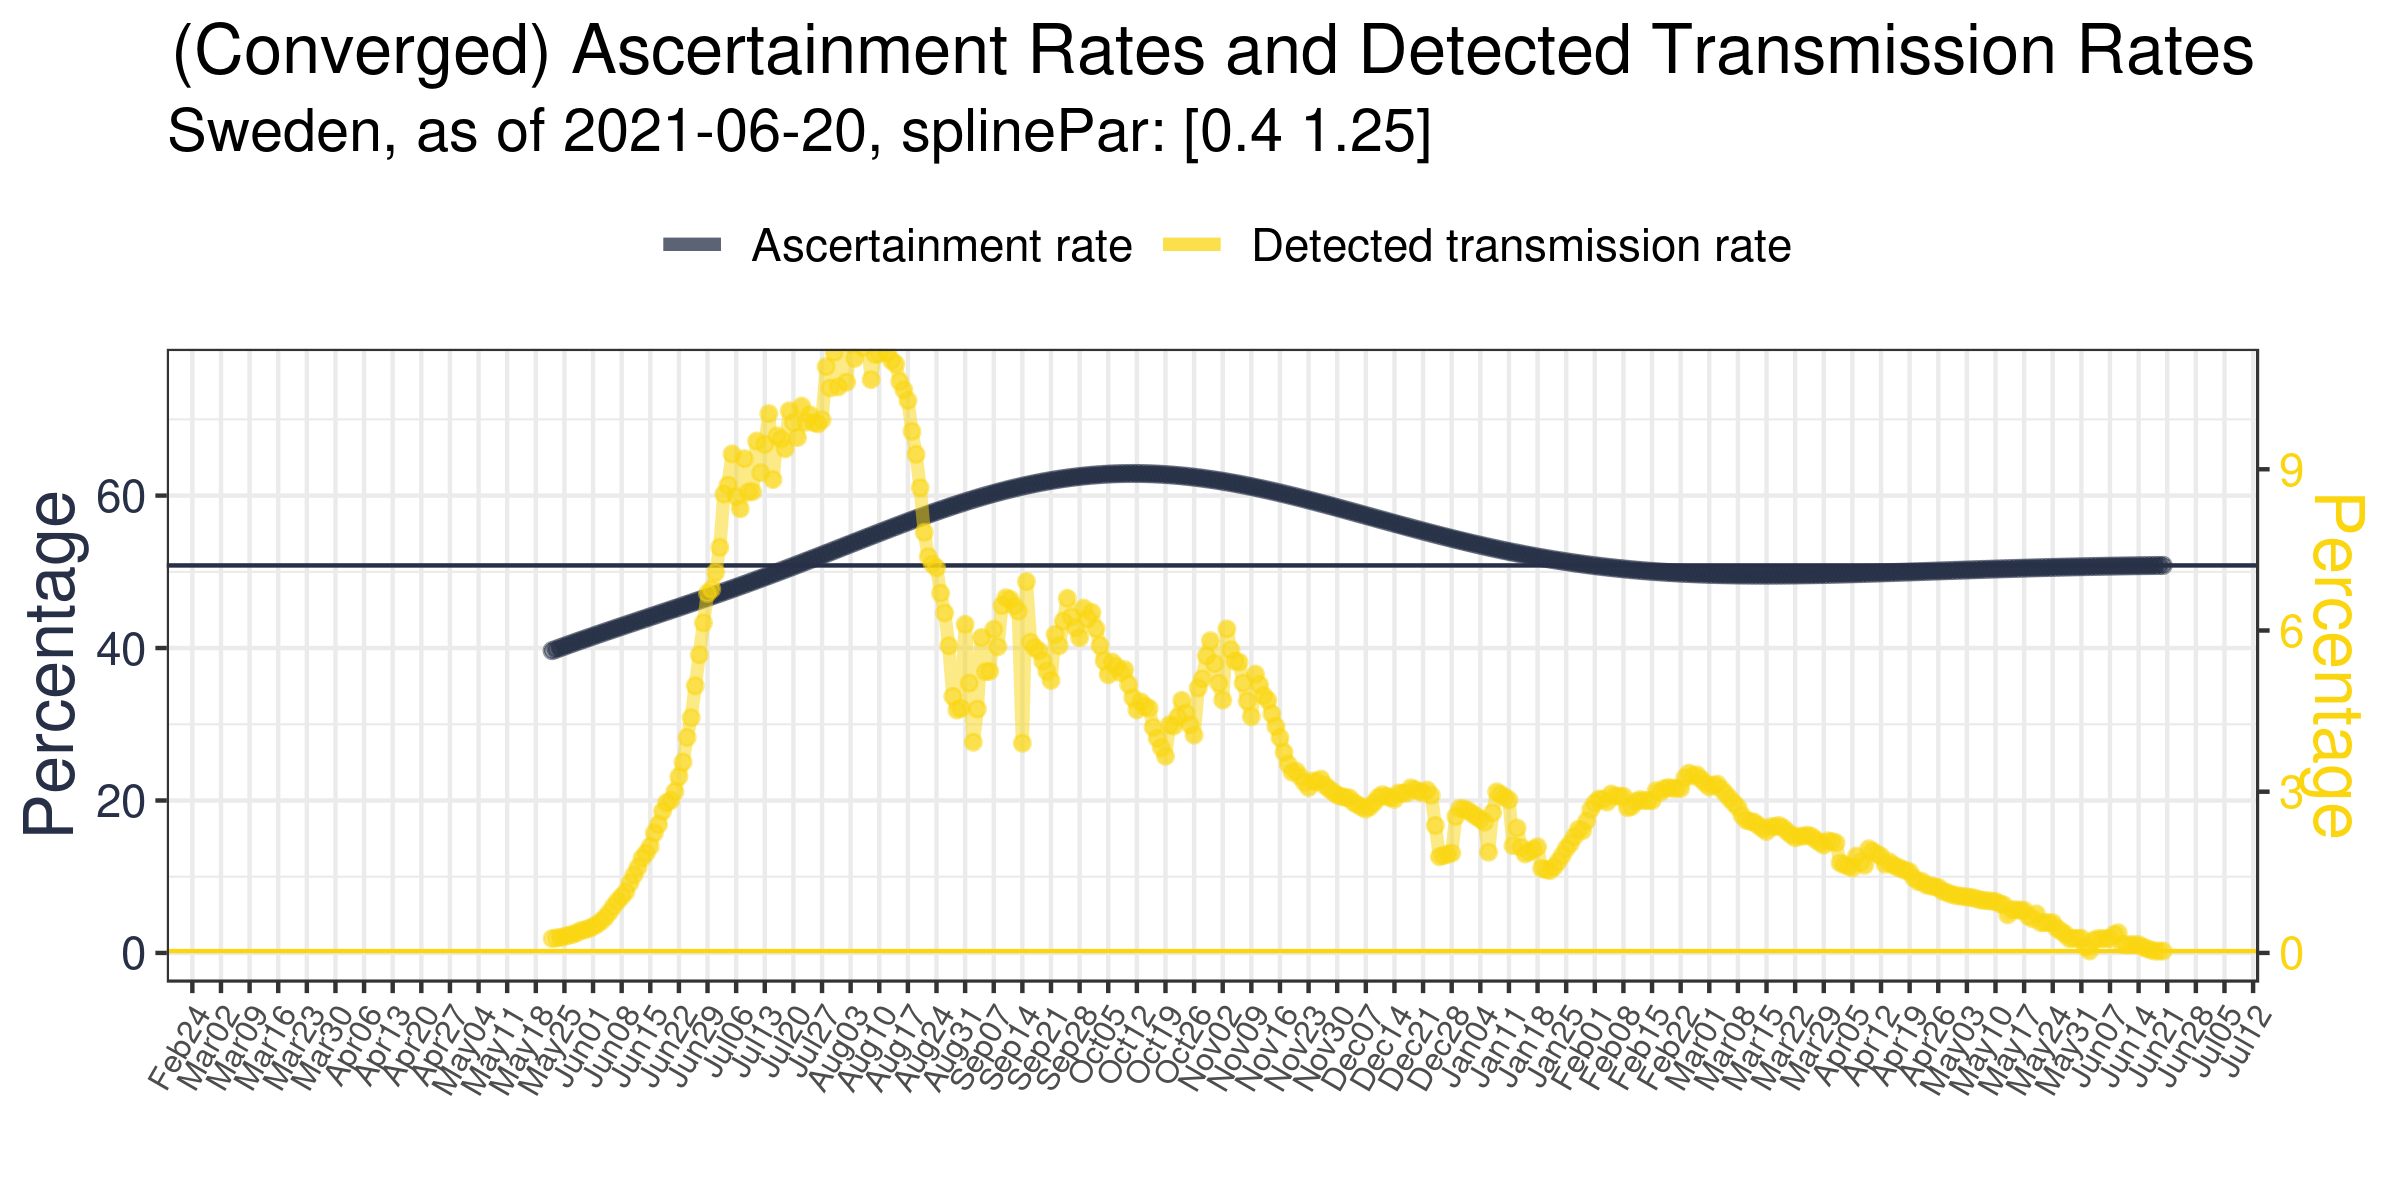 (Converged) Ascertainment Rates and Detected Transmission Rates
Sweden, as of 2021-06-20, splinePar: [0.4 1.25]
Ascertainment rate
Detected transmission rate
Percentage
60
40
20
0
9
6
3
0
Percentage
Feb24
Mar02
Mar09
Mar16
Mar23
Mar30
Apr06
Apr13
Apr20
Apr27
May04
May11
May18
May25
Jun01
Jun08
Jun15
Jun22
Jun29
Jul06
Jul13
Jul20
Jul27
Aug03
Aug10
Aug17
Aug24
Aug31
Sep07
Sep14
Sep21
Sep28
Oct05
Oct12
Oct19
Oct26
Nov02
Nov09
Nov16
Nov23
Nov30
Dec07
Dec14
Dec21
Dec28
Jan04
Jan11
Jan18
Jan25
Feb01
Feb08
Feb15
Feb22
Mar01
Mar08
Mar15
Mar22
Mar29
Apr05
Apr12
Apr19
Apr26
May03
May10
May17
May24
May31
Jun07
Jun14
Jun21
Jun28
Jul05
Jul12